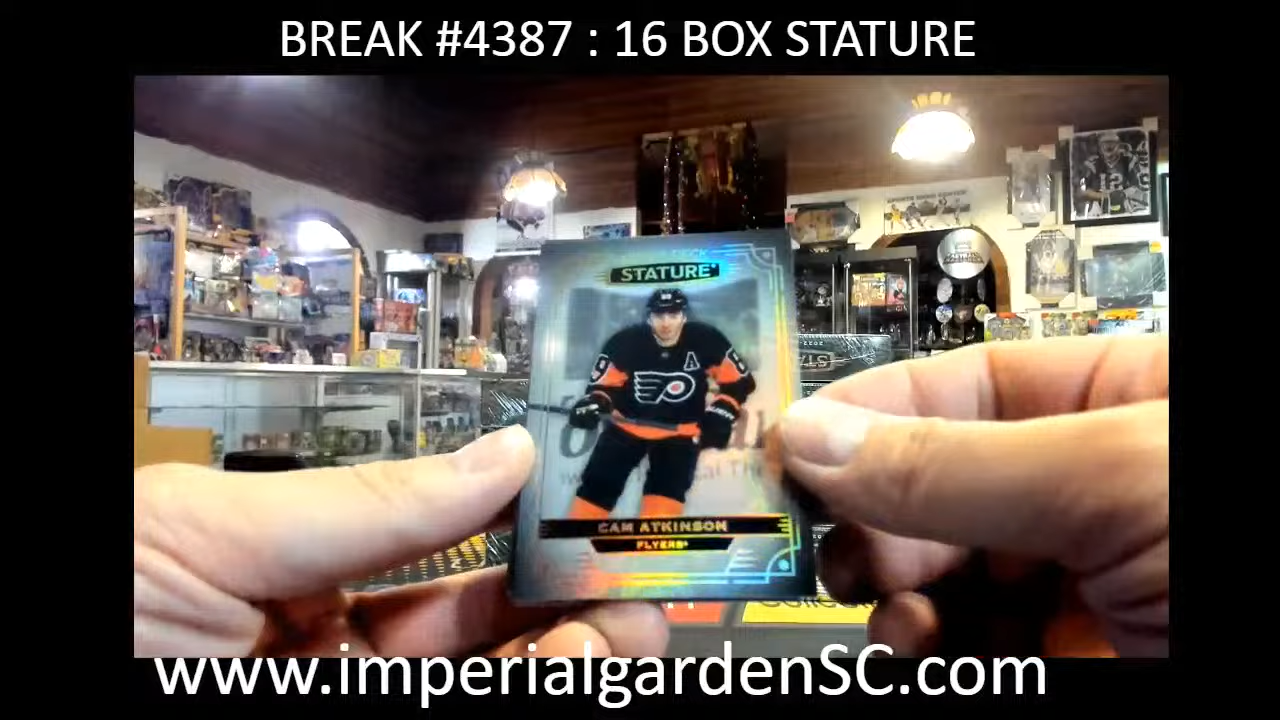 BREAK #4387 : 16 BOX STATURE
STATURE
CAM ATKINSON
FLYERS
www.imperialgardenSC.com